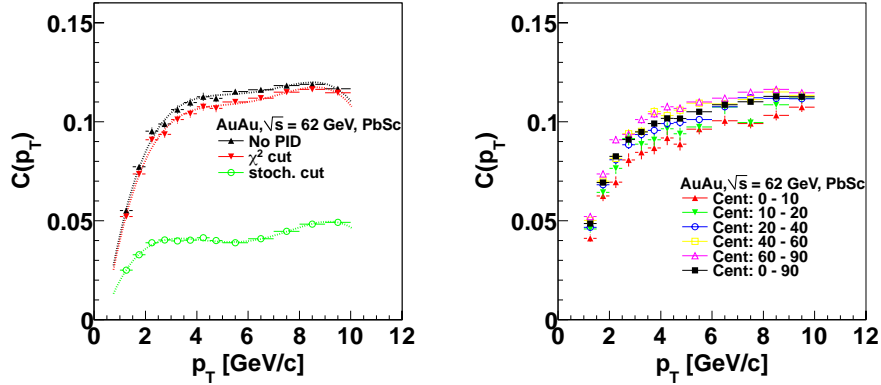 0.15
0.1
0.05
0
C(p_T)
AuAu,√s = 62 GeV, PbSc
No PID
χ² cut
stoch. cut
0 2 4 6 8 10 12
p_T [GeV/c]
0.15
0.1
0.05
0
C(p_T)
AuAu,√s = 62 GeV, PbSc
Cent: 0 - 10
Cent: 10 - 20
Cent: 20 - 40
Cent: 40 - 60
Cent: 60 - 90
Cent: 0 - 90
0 2 4 6 8 10 12
p_T [GeV/c]